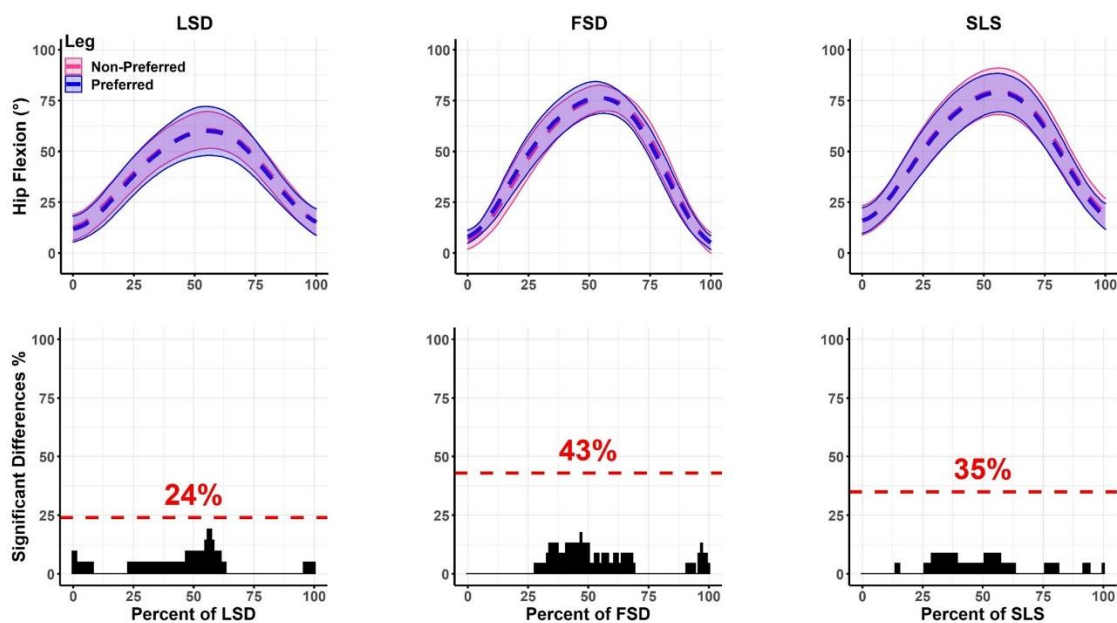 LSD
FSD
SLS
Leg
Non-Preferred
Preferred
Hip Flexion (°)
100
75
50
25
0
0 25 50 75 100
100
75
50
25
0
0 25 50 75 100
100
75
50
25
0
0 25 50 75 100
Significant Differences %
100
75
50
25
0
24%
0 25 50 75 100
Percent of LSD
100
75
50
25
0
43%
0 25 50 75 100
Percent of FSD
100
75
50
25
0
35%
0 25 50 75 100
Percent of SLS